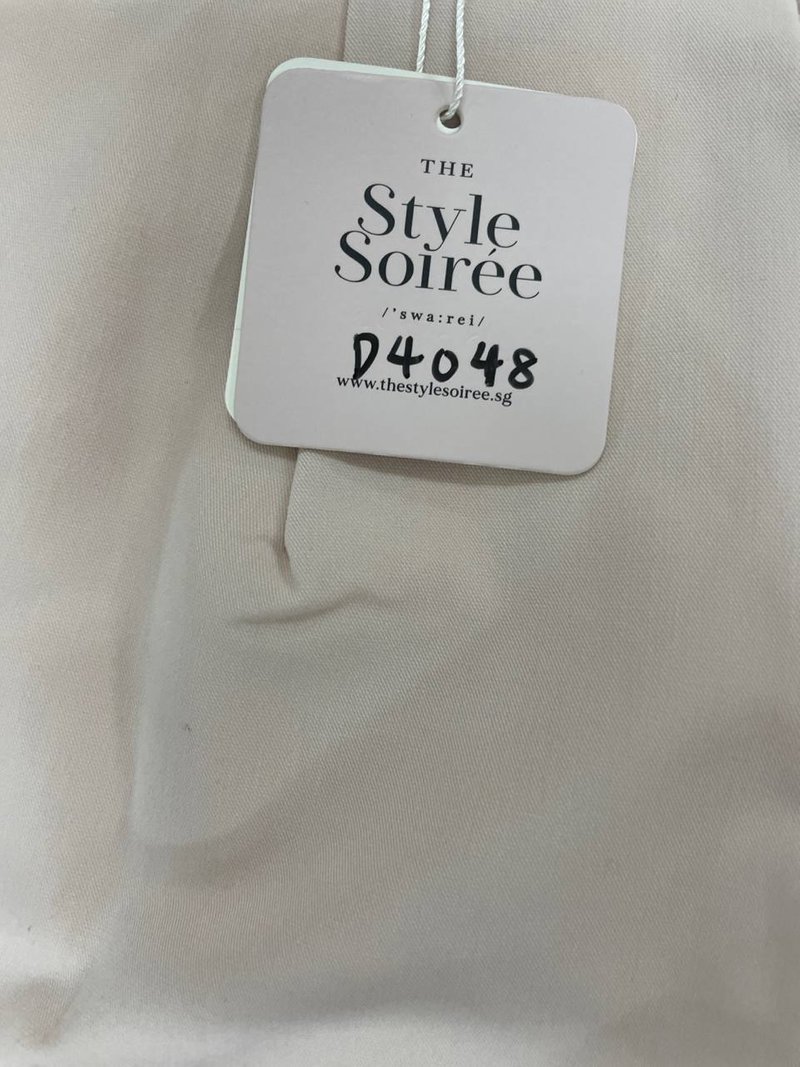 THE
Style
Soirée
/'swa:rei/
D4048
www.thestylesoiree.sg